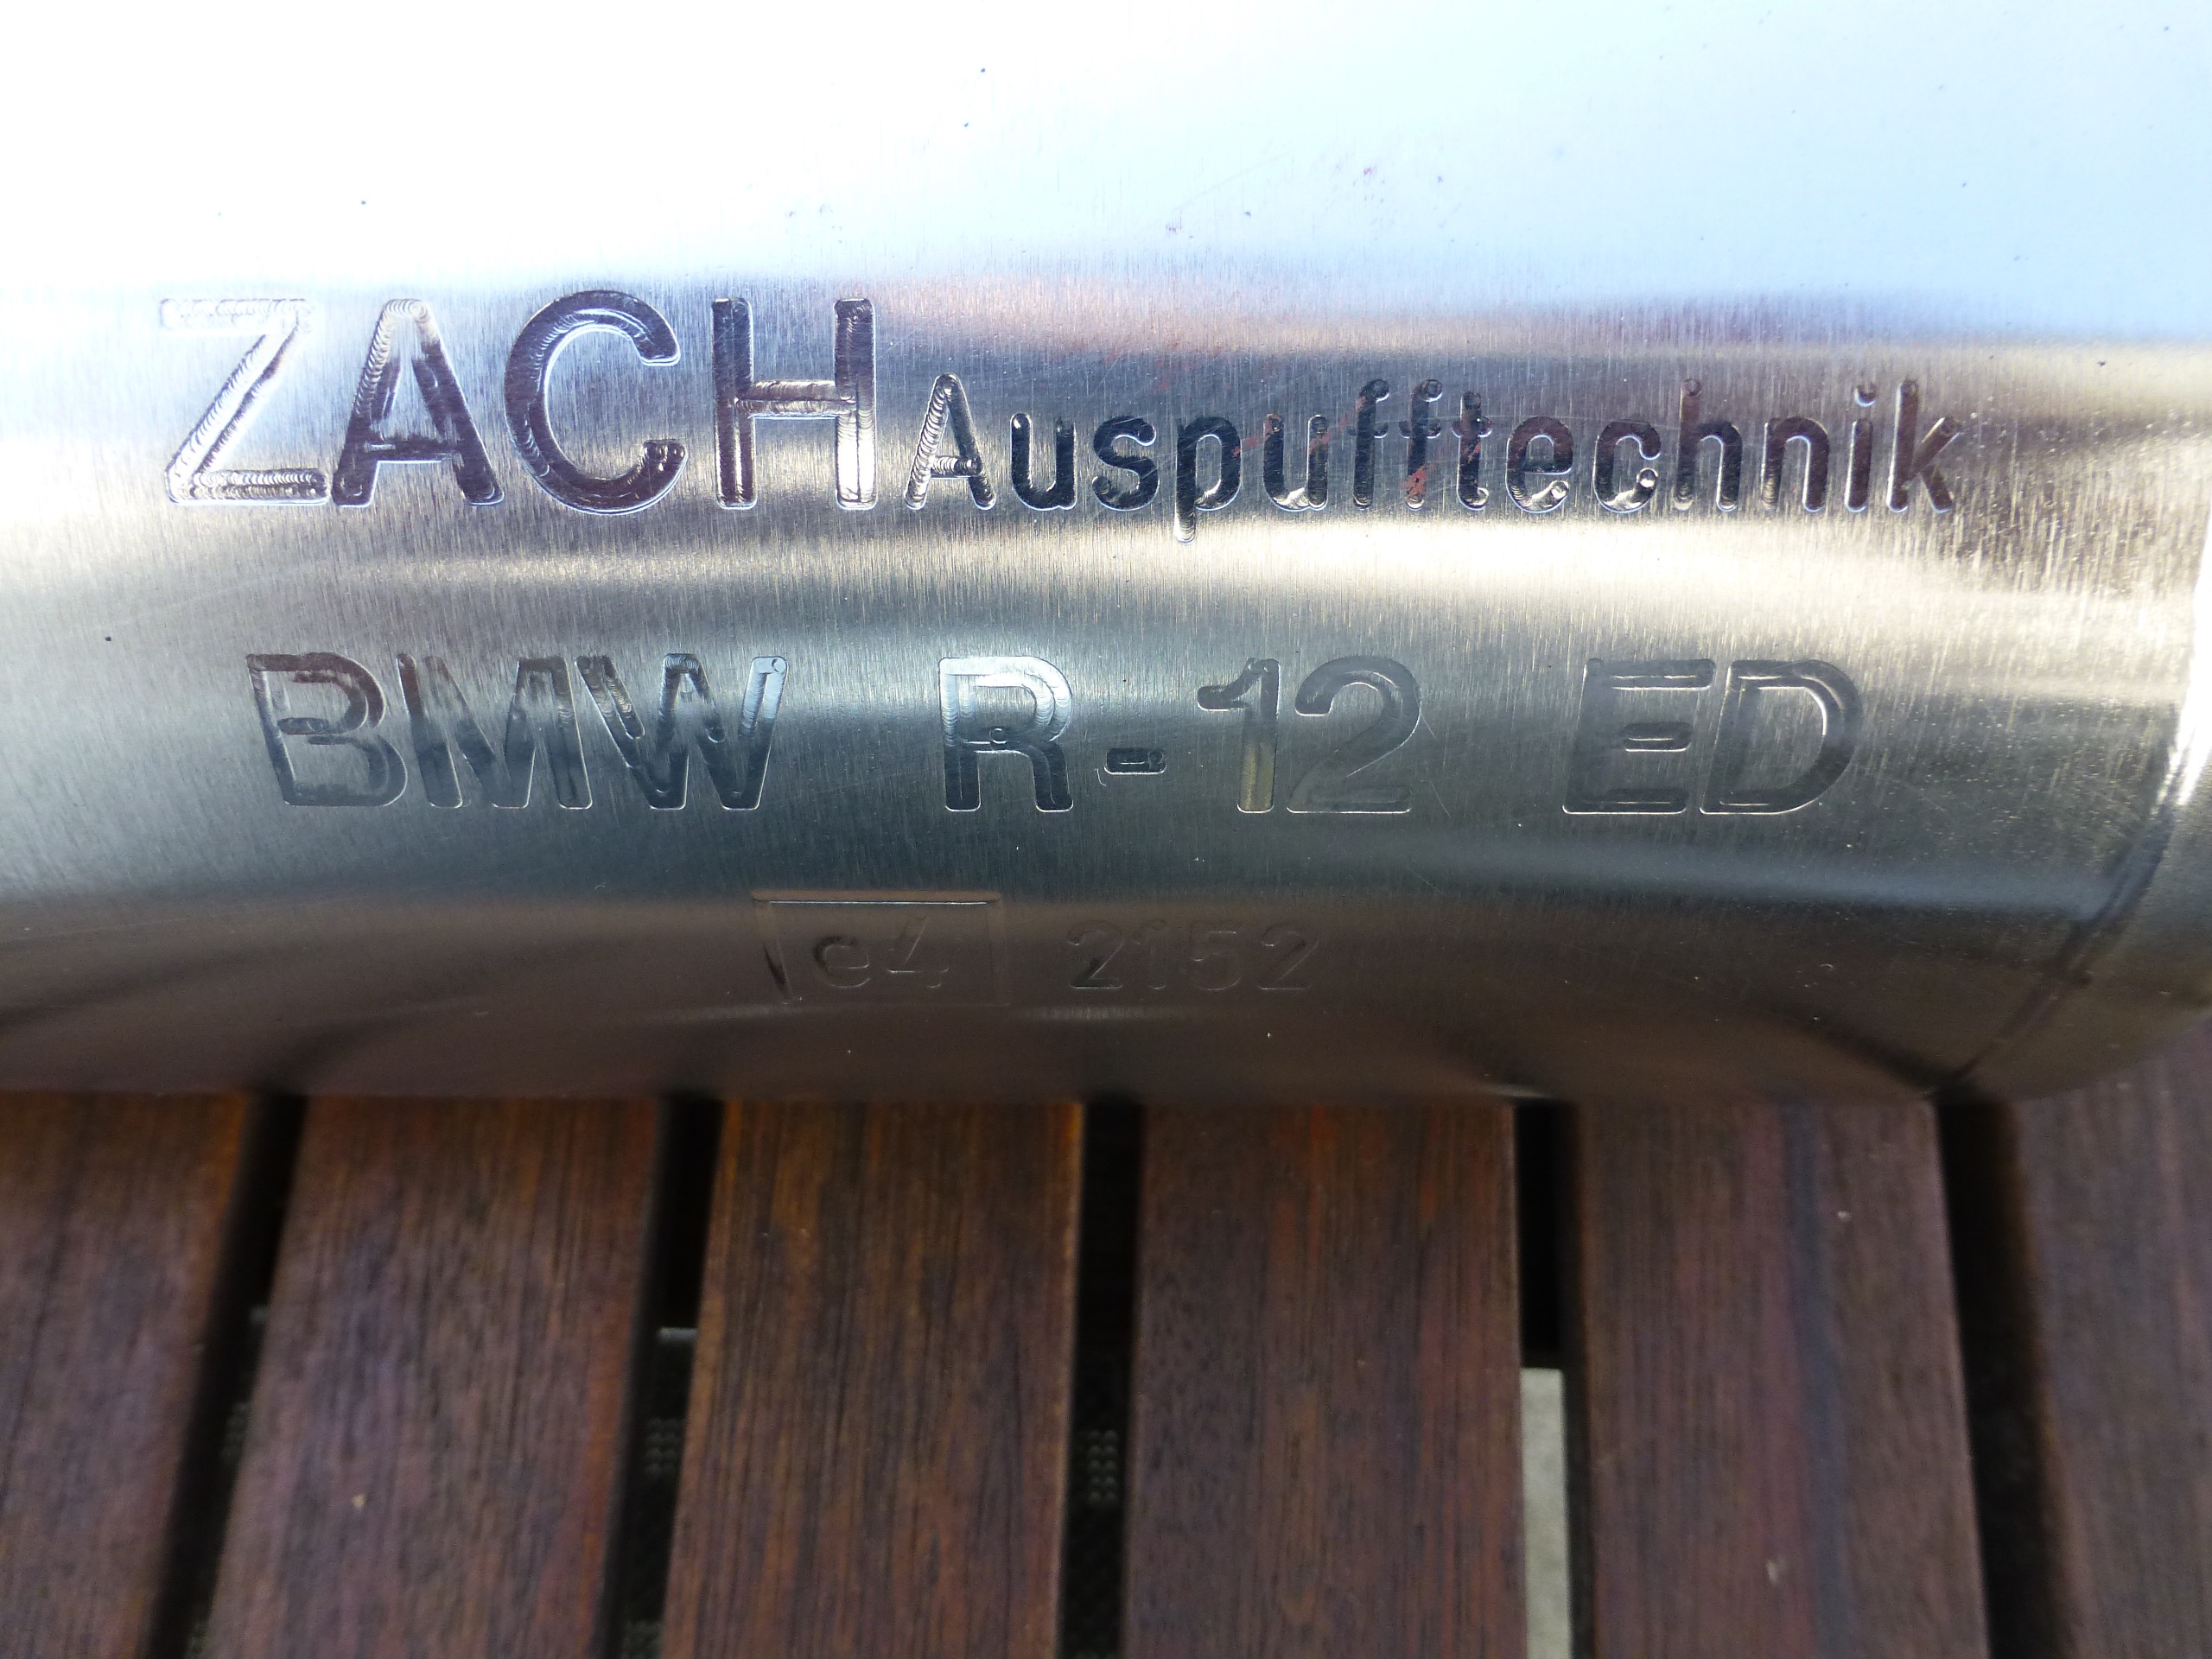 ZACH Auspufftechnik
BMW R-12 ED
e4 2152